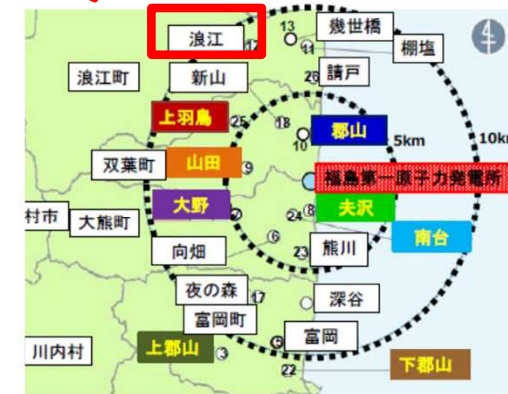 13
幾世橋
浪江
12
11
棚塩
浪江町
新山
26
請戸
上羽鳥
25
18
郡山
10
5km
10k
双葉町
山田
9
福島第一原子力発電所
大野
7
24
8
夫沢
村市
大熊町
6
南台
向畑
23
熊川
夜の森
17
深谷
富岡町
5
富岡
川内村
上郡山
3
22
下郡山